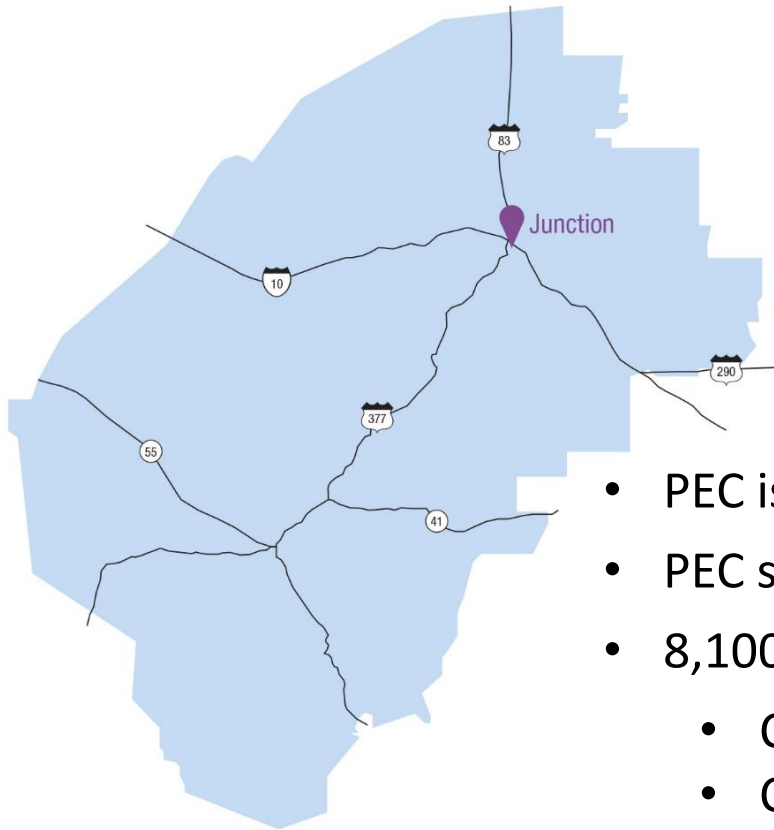 83
Junction
10
290
377
55
41
• PEC is
• PEC s
• 8,100
• C
• C